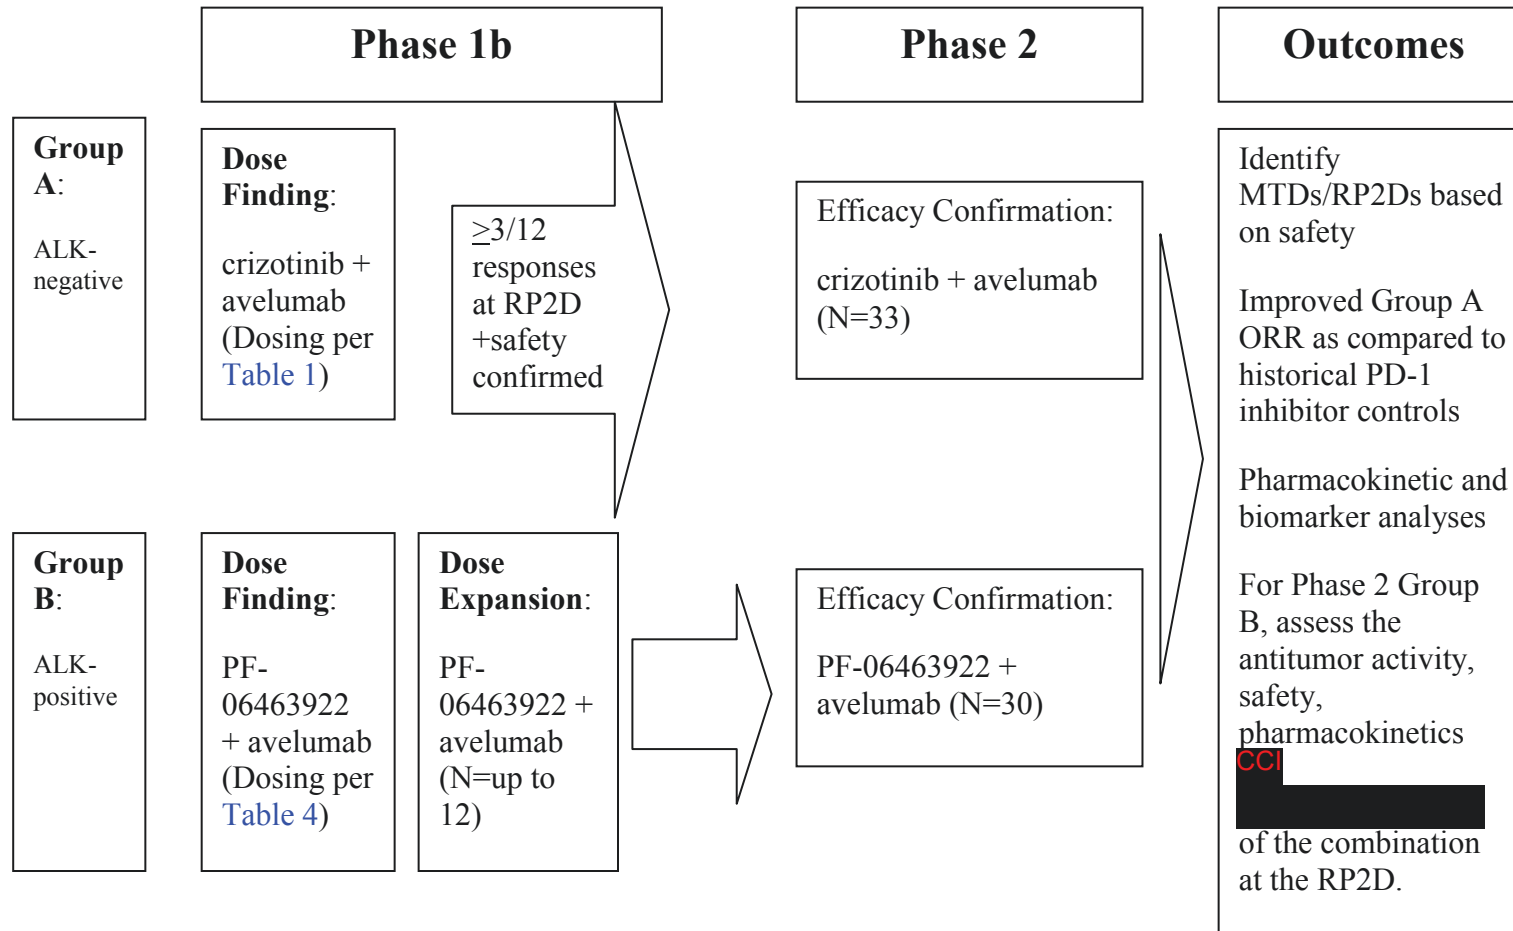 Phase 1b
Phase 2
Outcomes
Group
A:
ALK-
negative
Dose
Finding:
crizotinib +
avelumab
(Dosing per
Table 1)
≥3/12
responses
at RP2D
+safety
confirmed
Efficacy Confirmation:
crizotinib + avelumab
(N=33)
Group
B:
ALK-
positive
Dose
Finding:
PF-
06463922
+ avelumab
(Dosing per
Table 4)
Dose
Expansion:
PF-
06463922 +
avelumab
(N=up to
12)
Efficacy Confirmation:
PF-06463922 +
avelumab (N=30)
Identify
MTDs/RP2Ds based
on safety
Improved Group A
ORR as compared to
historical PD-1
inhibitor controls
Pharmacokinetic and
biomarker analyses
For Phase 2 Group
B, assess the
antitumor activity,
safety,
pharmacokinetics
CCI
of the combination
at the RP2D.